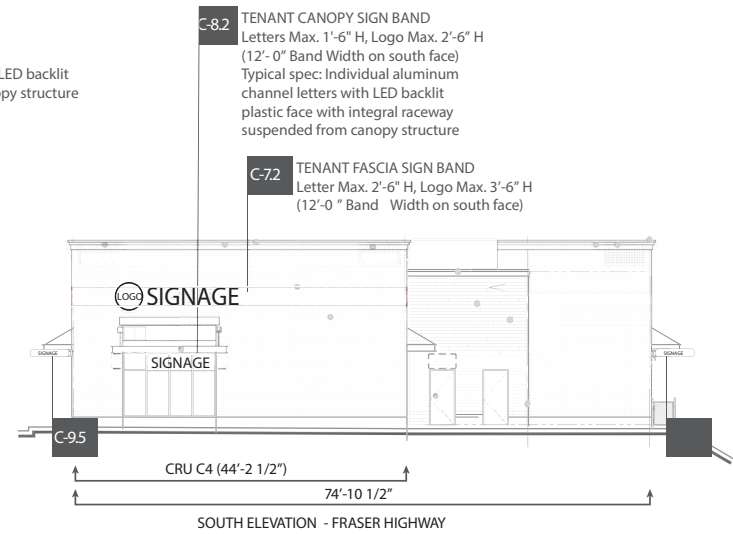 C-8.2
TENANT CANOPY SIGN BAND
Letters Max. 1'-6" H, Logo Max. 2'-6" H
(12'- 0" Band Width on south face)
Typical spec: Individual aluminum
channel letters with LED backlit
plastic face with integral raceway
suspended from canopy structure
LED backlit
py structure
C-7.2
TENANT FASCIA SIGN BAND
Letter Max. 2'-6" H, Logo Max. 3'-6" H
(12'-0 " Band Width on south face)
LOGO SIGNAGE
SIGNAGE
SIGNAGE
SIGNAGE
C-9.5
CRU C4 (44'-2 1/2")
74'-10 1/2"
SOUTH ELEVATION - FRASER HIGHWAY